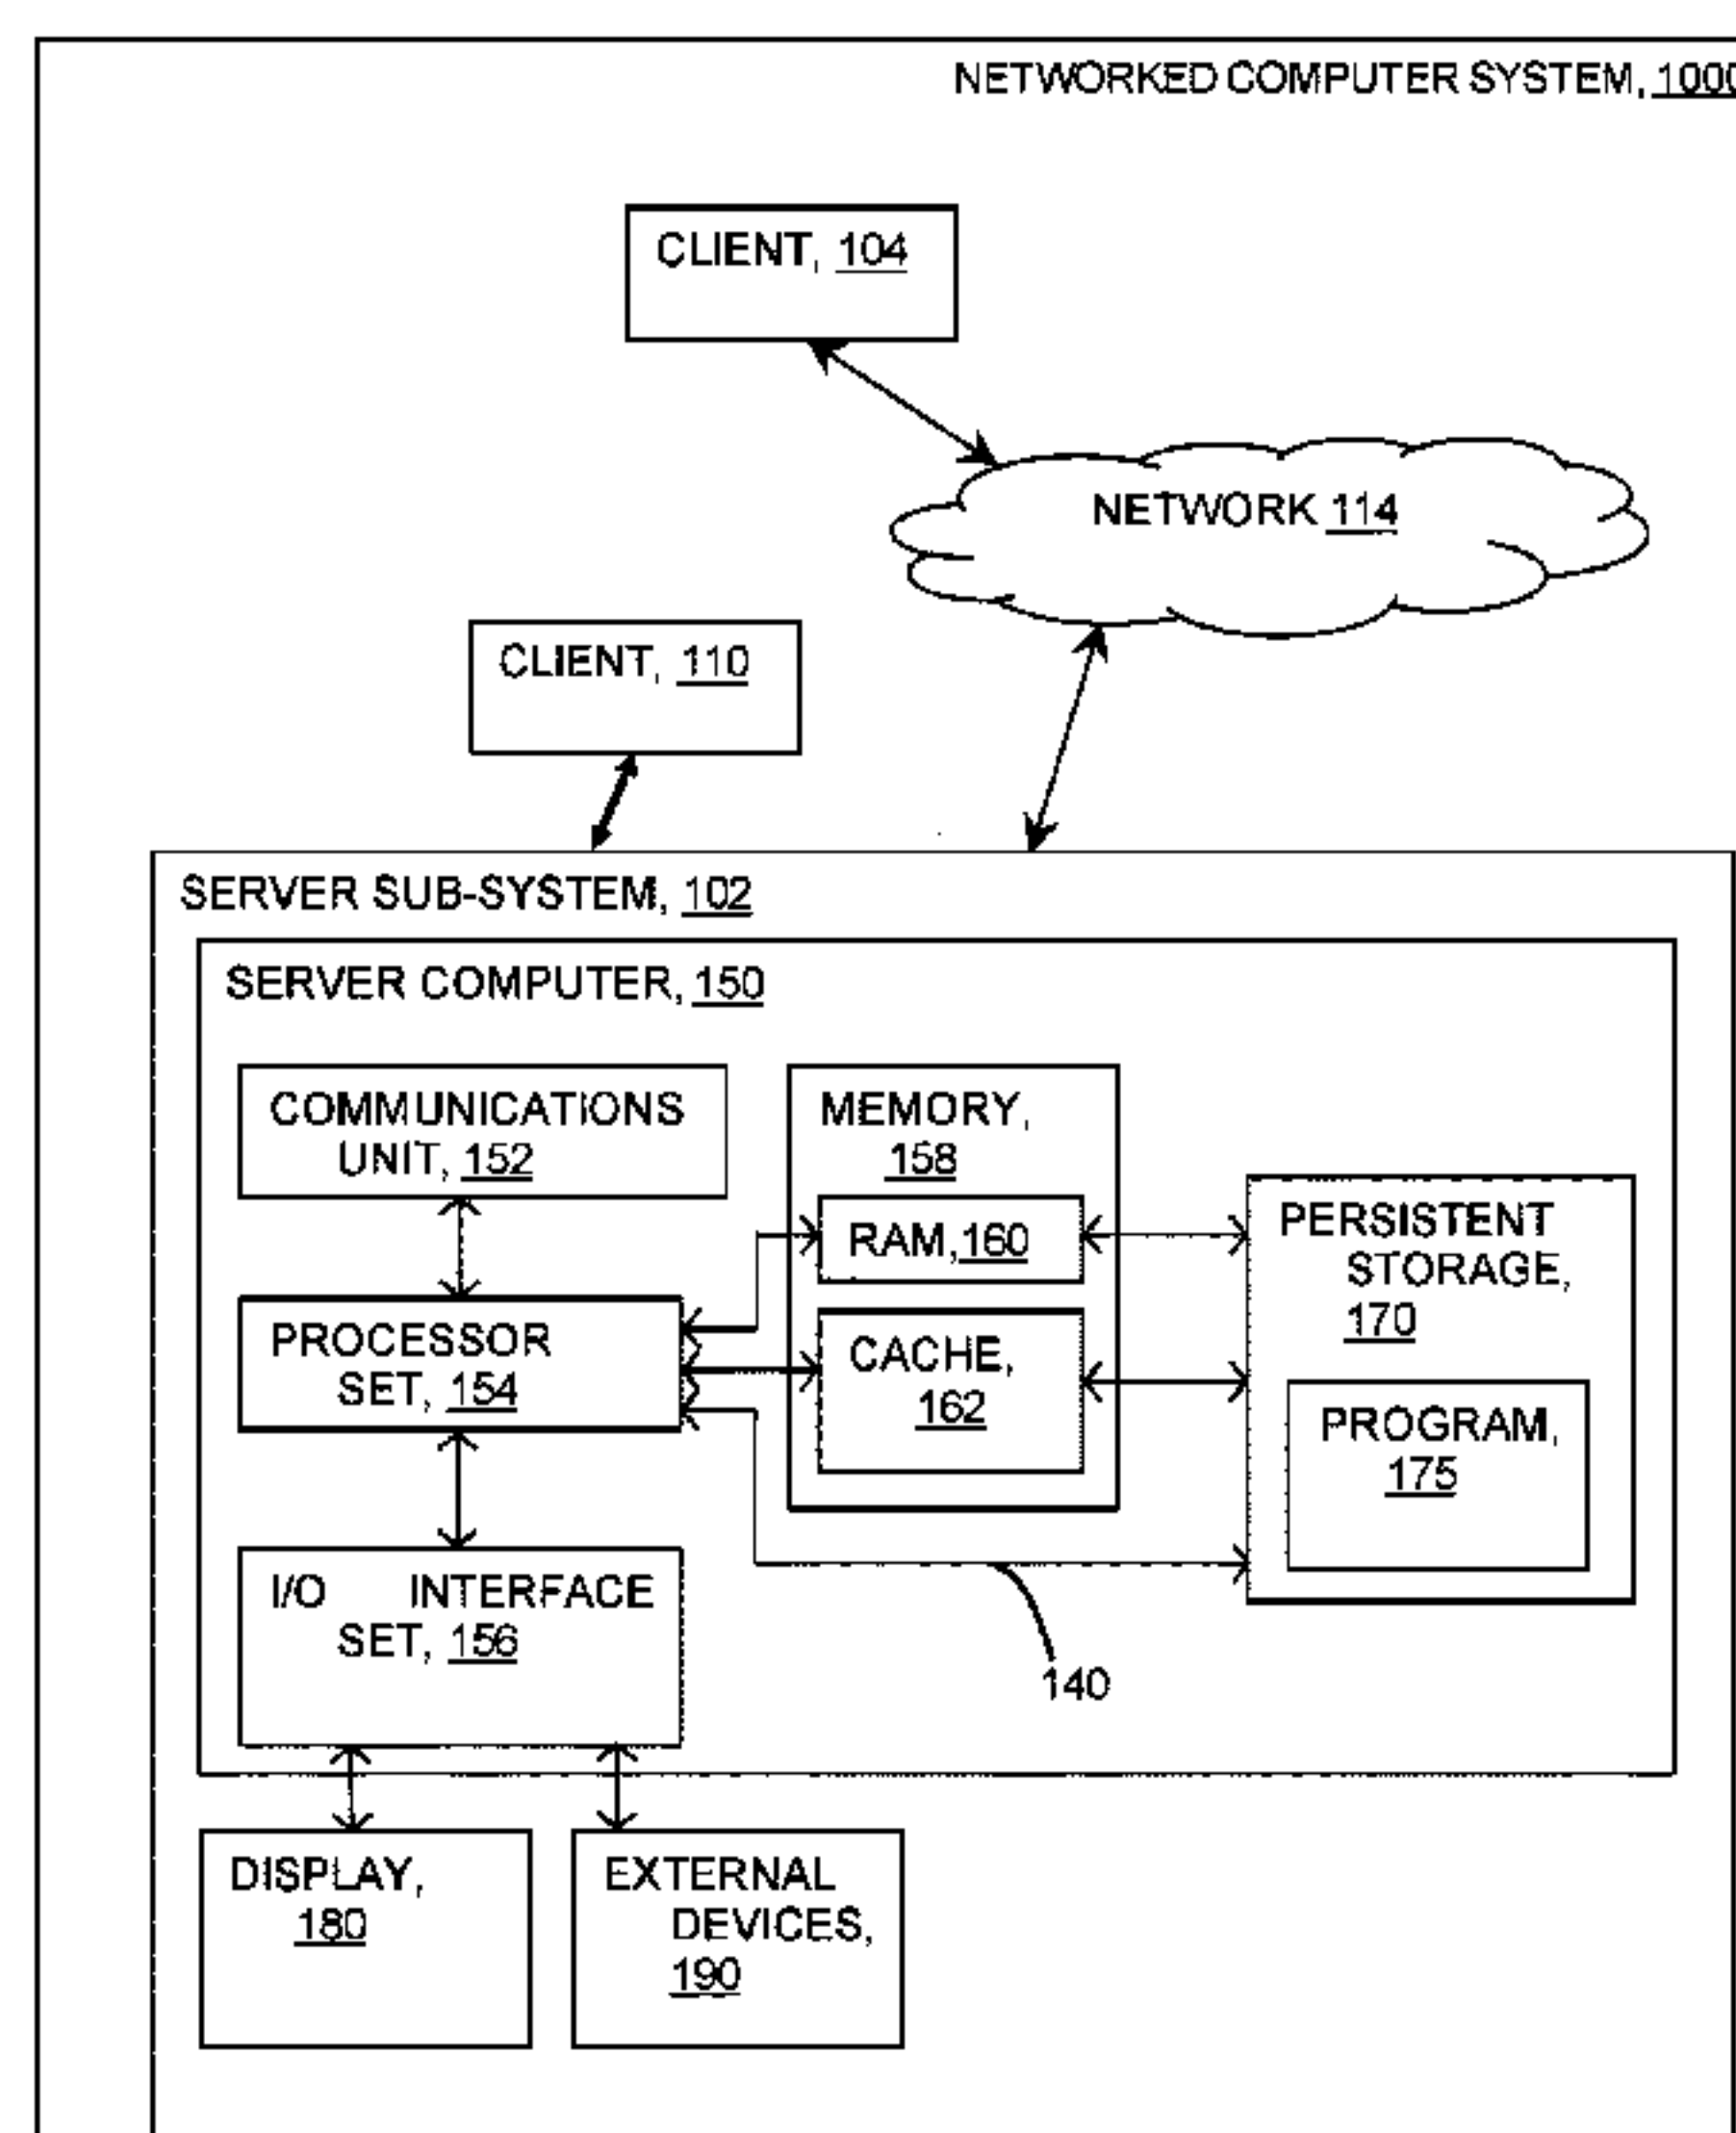 NETWORKED COMPUTER SYSTEM, 1000
CLIENT, 104
NETWORK 114
CLIENT, 110
SERVER SUB-SYSTEM, 102
SERVER COMPUTER, 150
COMMUNICATIONS
UNIT, 152
MEMORY,
158
RAM, 160
PERSISTENT
STORAGE,
170
PROCESSOR
SET, 154
CACHE,
162
PROGRAM,
175
I/O INTERFACE
SET, 156
140
DISPLAY,
180
EXTERNAL
DEVICES,
190